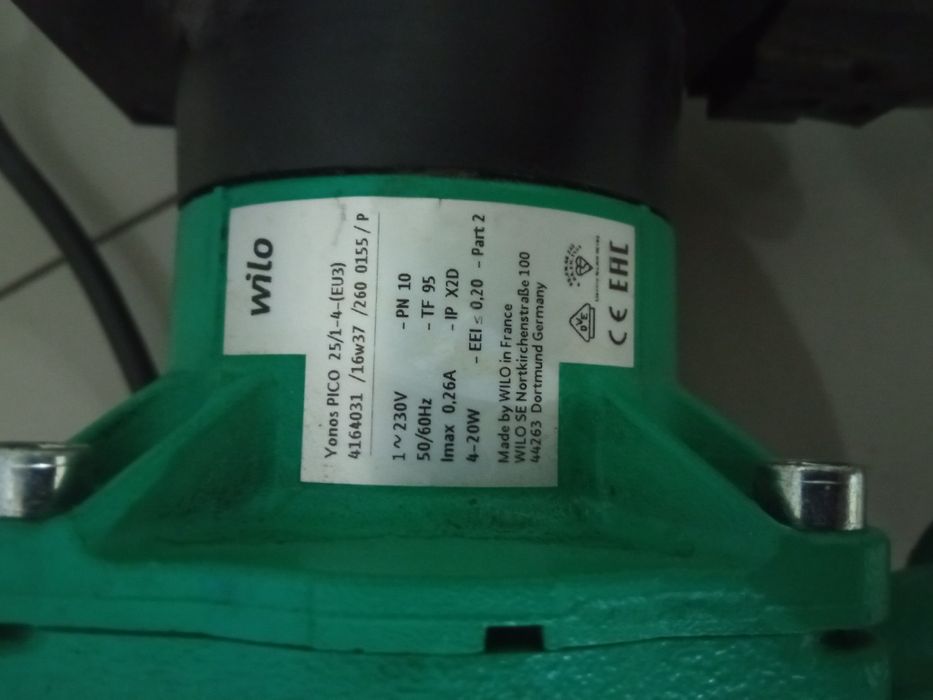 wilo
Yonos PICO 25/1-4-(EU3)
4164031 /16w37 /260 0155 / P
1~230V - PN 10
50/60Hz - TF 95
Imax 0,26A - IP X2D
4-20W - EEI ≤ 0,20 - Part 2
Made by WILO in France
WILO SE Nortkirchenstraße 100
44263 Dortmund Germany
DVE
CE EAC